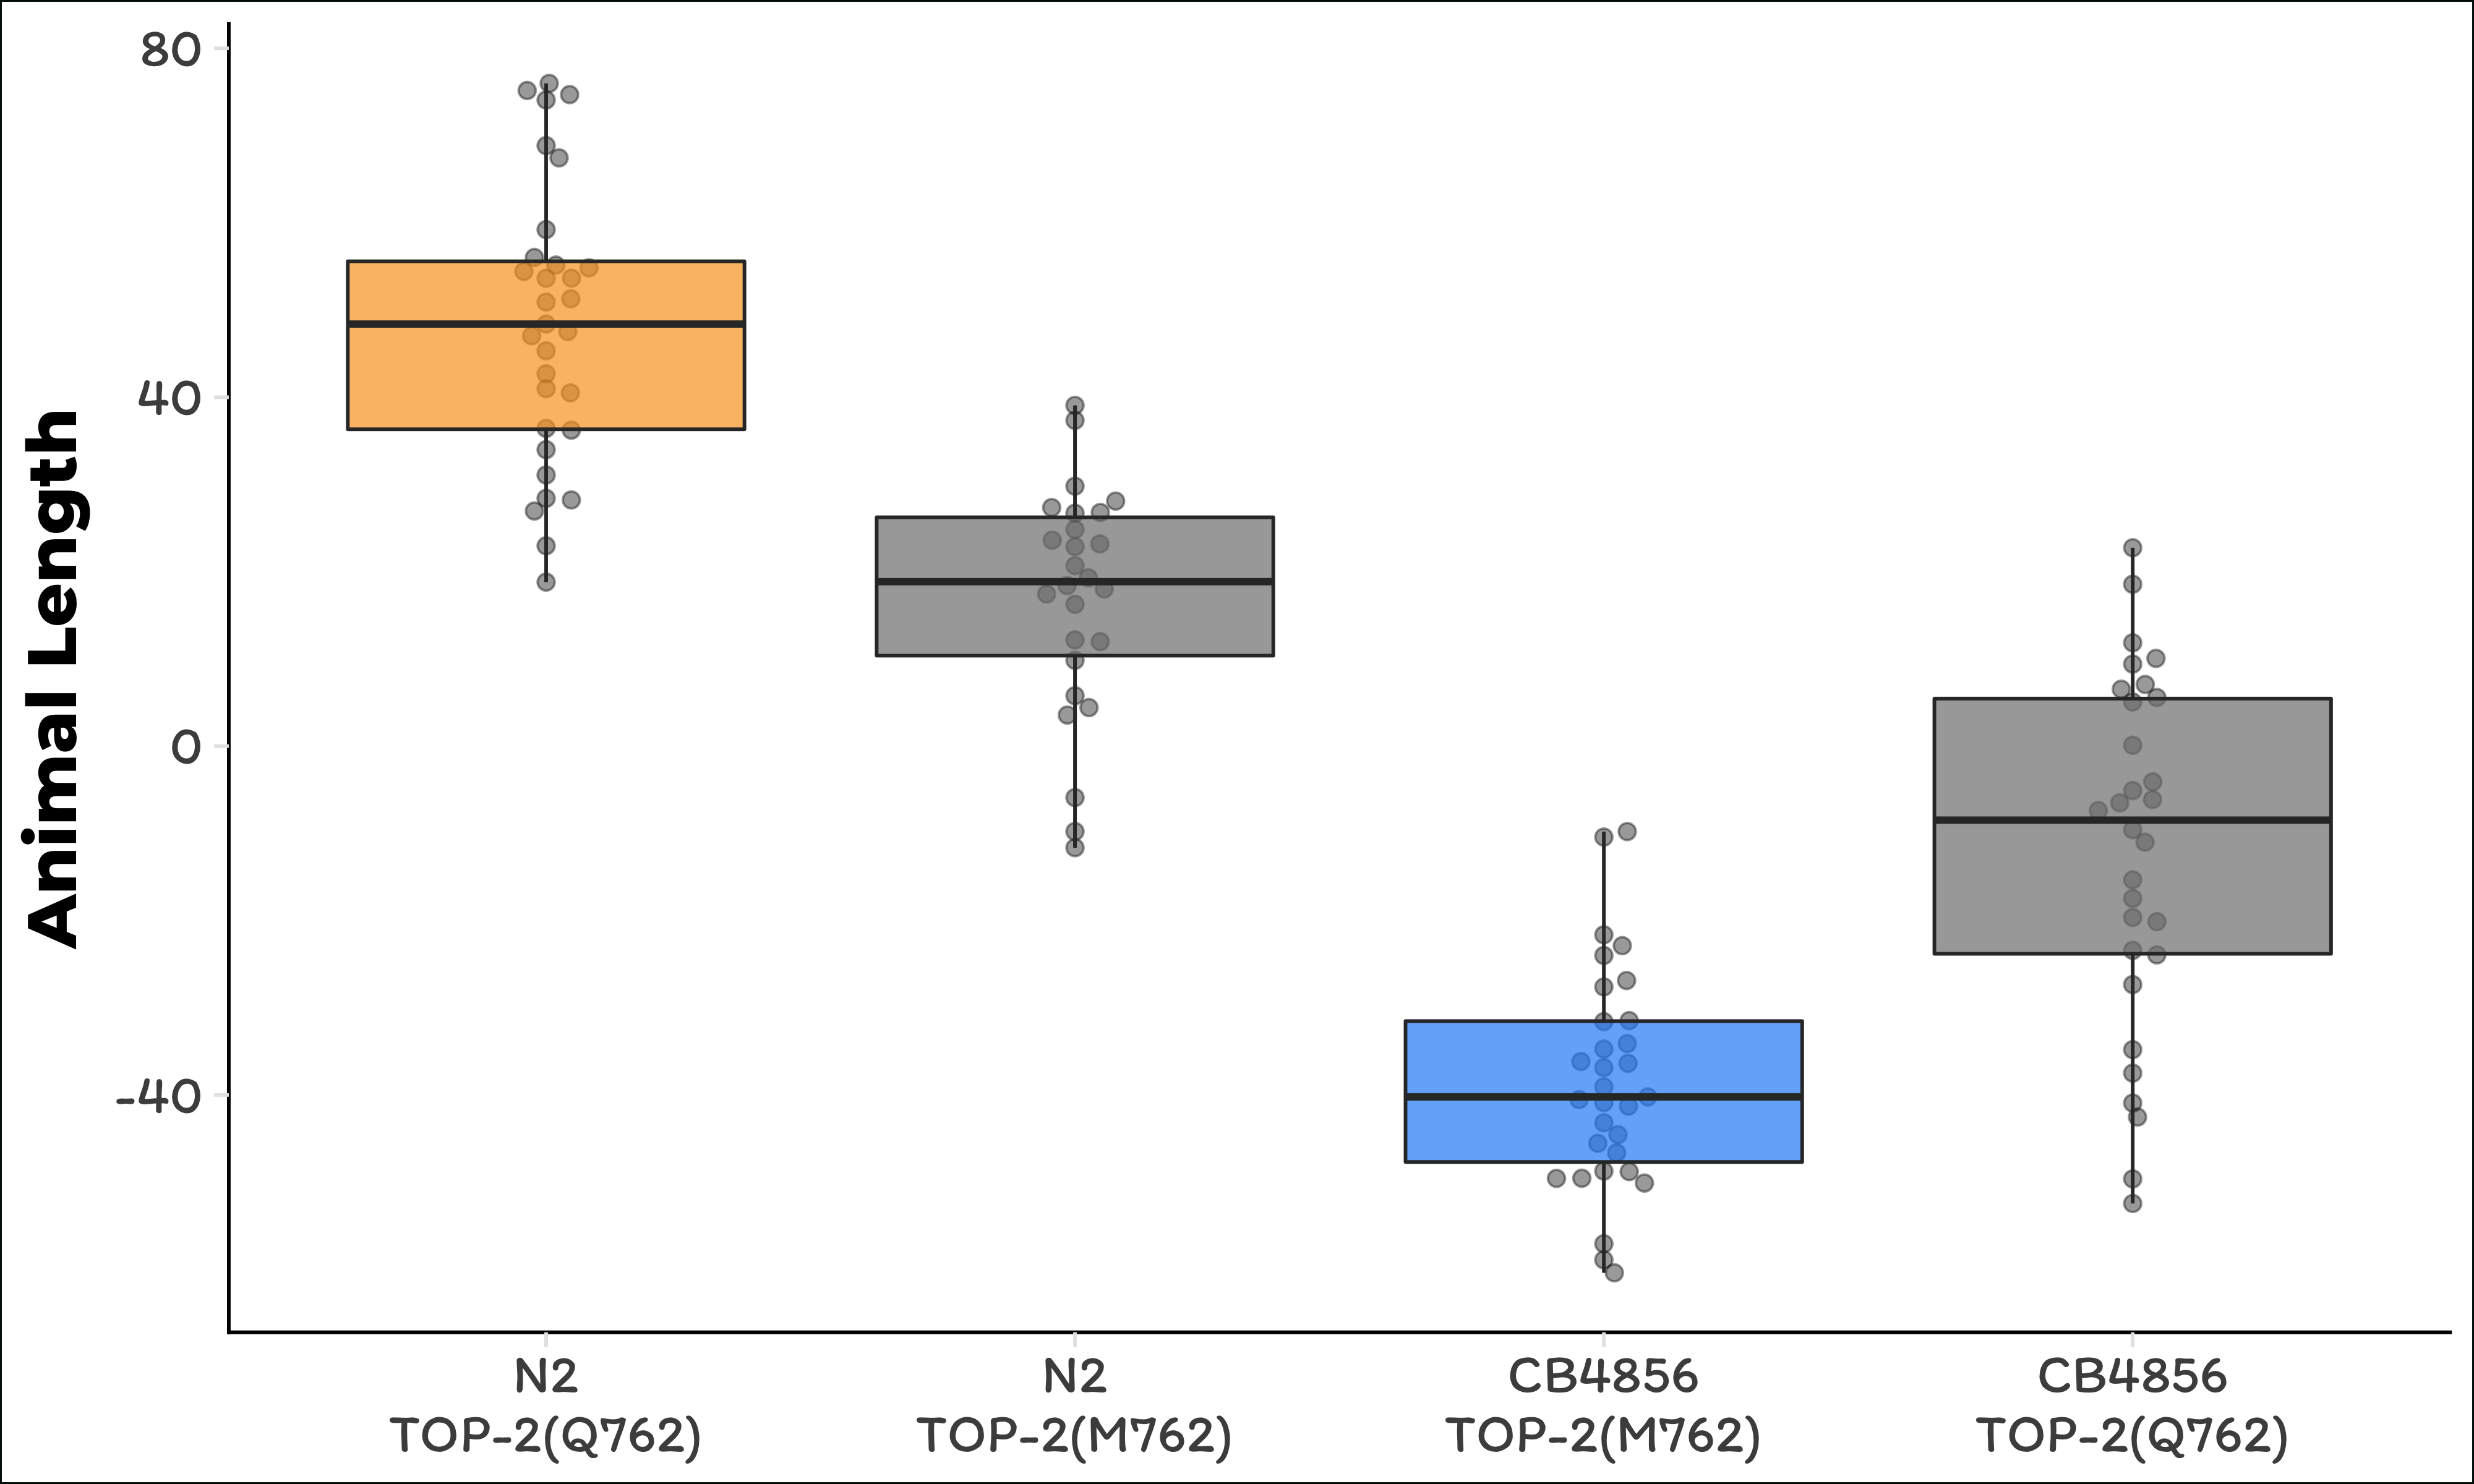 Animal Length
80
40
0
-40
N2
TOP-2(Q762)
N2
TOP-2(M762)
CB4856
TOP-2(M762)
CB4856
TOP-2(Q762)